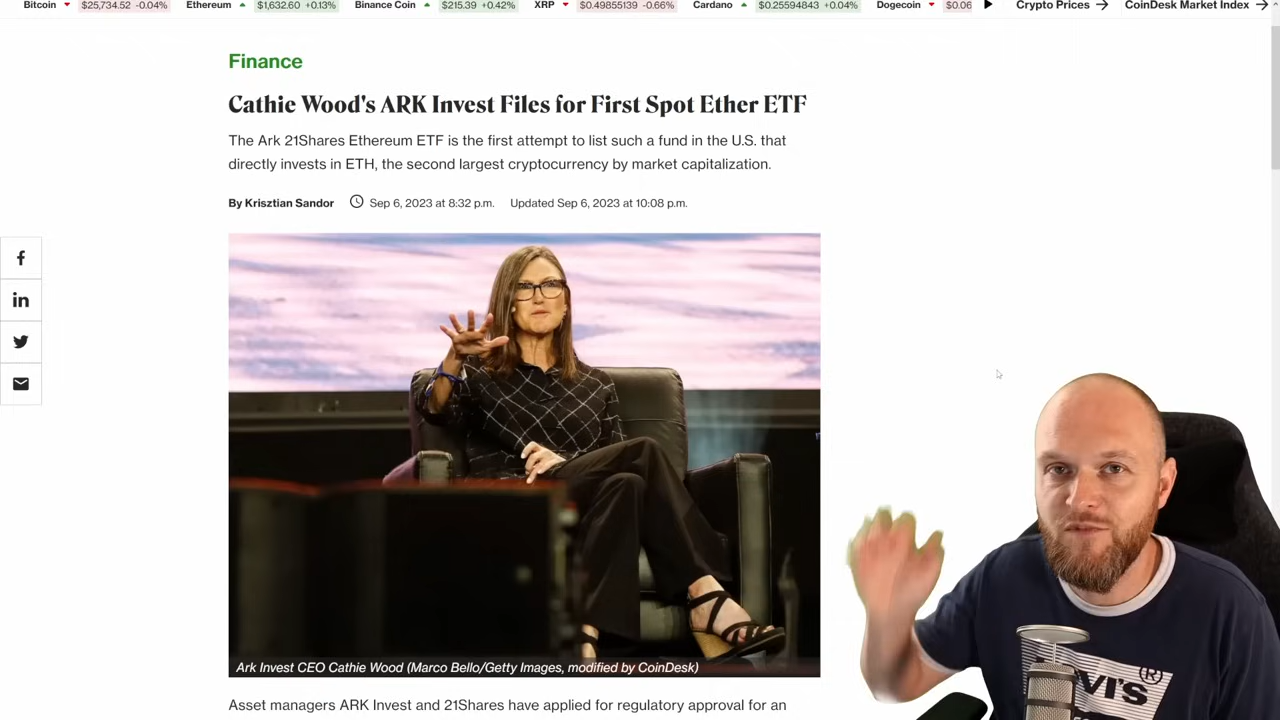 Bitcoin $25,734.52 -0.04% Ethereum $1,632.60 +0.13% Binance Coin $215.39 +0.42% XRP $0.49855139 -0.66% Cardano $0.25594843 +0.04% Dogecoin $0.06 Crypto Prices → CoinDesk Market Index →
Finance
Cathie Wood's ARK Invest Files for First Spot Ether ETF
The Ark 21Shares Ethereum ETF is the first attempt to list such a fund in the U.S. that
directly invests in ETH, the second largest cryptocurrency by market capitalization.
By Krisztian Sandor Sep 6, 2023 at 8:32 p.m. Updated Sep 6, 2023 at 10:08 p.m.
Ark Invest CEO Cathie Wood (Marco Bello/Getty Images, modified by CoinDesk)
Asset managers ARK Invest and 21Shares have applied for regulatory approval for an
VI'S
®